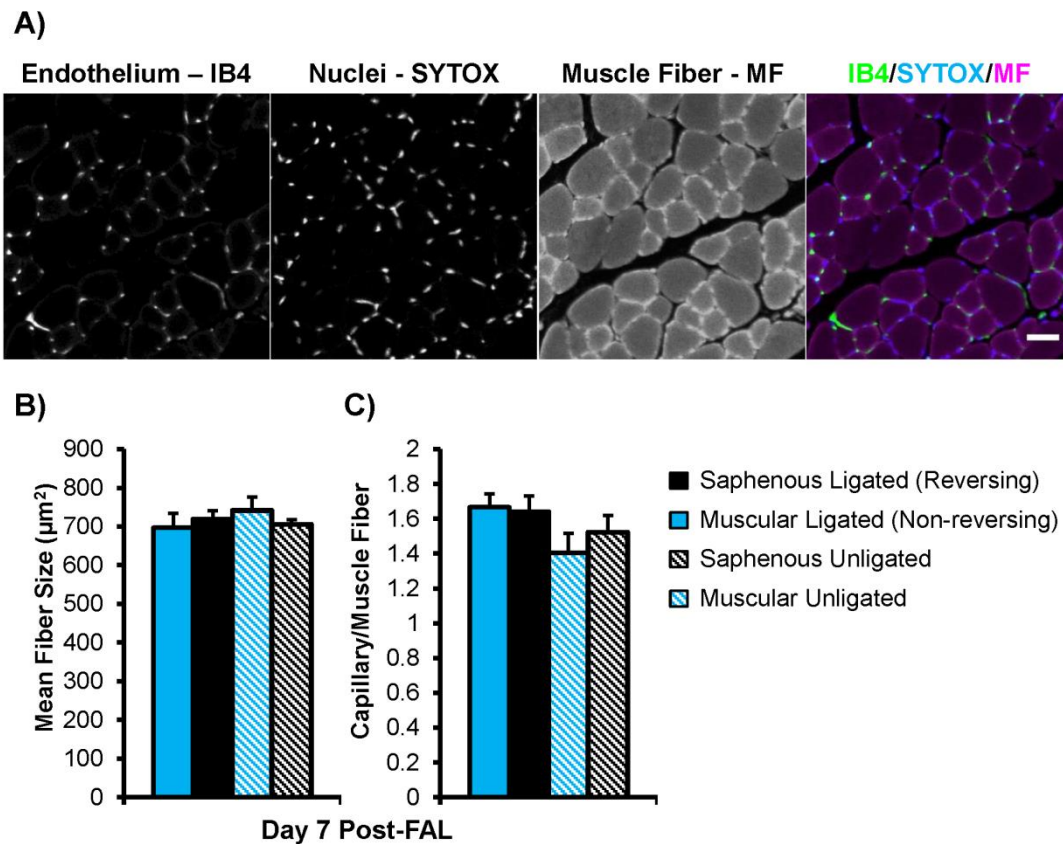 A)
Endothelium – IB4
Nuclei - SYTOX
Muscle Fiber - MF
IB4/SYTOX/MF
B)
Mean Fiber Size (µm²)
900
800
700
600
500
400
300
200
100
0
C)
Capillary/Muscle Fiber
2
1.8
1.6
1.4
1.2
1
0.8
0.6
0.4
0.2
0
Day 7 Post-FAL
Saphenous Ligated (Reversing)
Muscular Ligated (Non-reversing)
Saphenous Unligated
Muscular Unligated